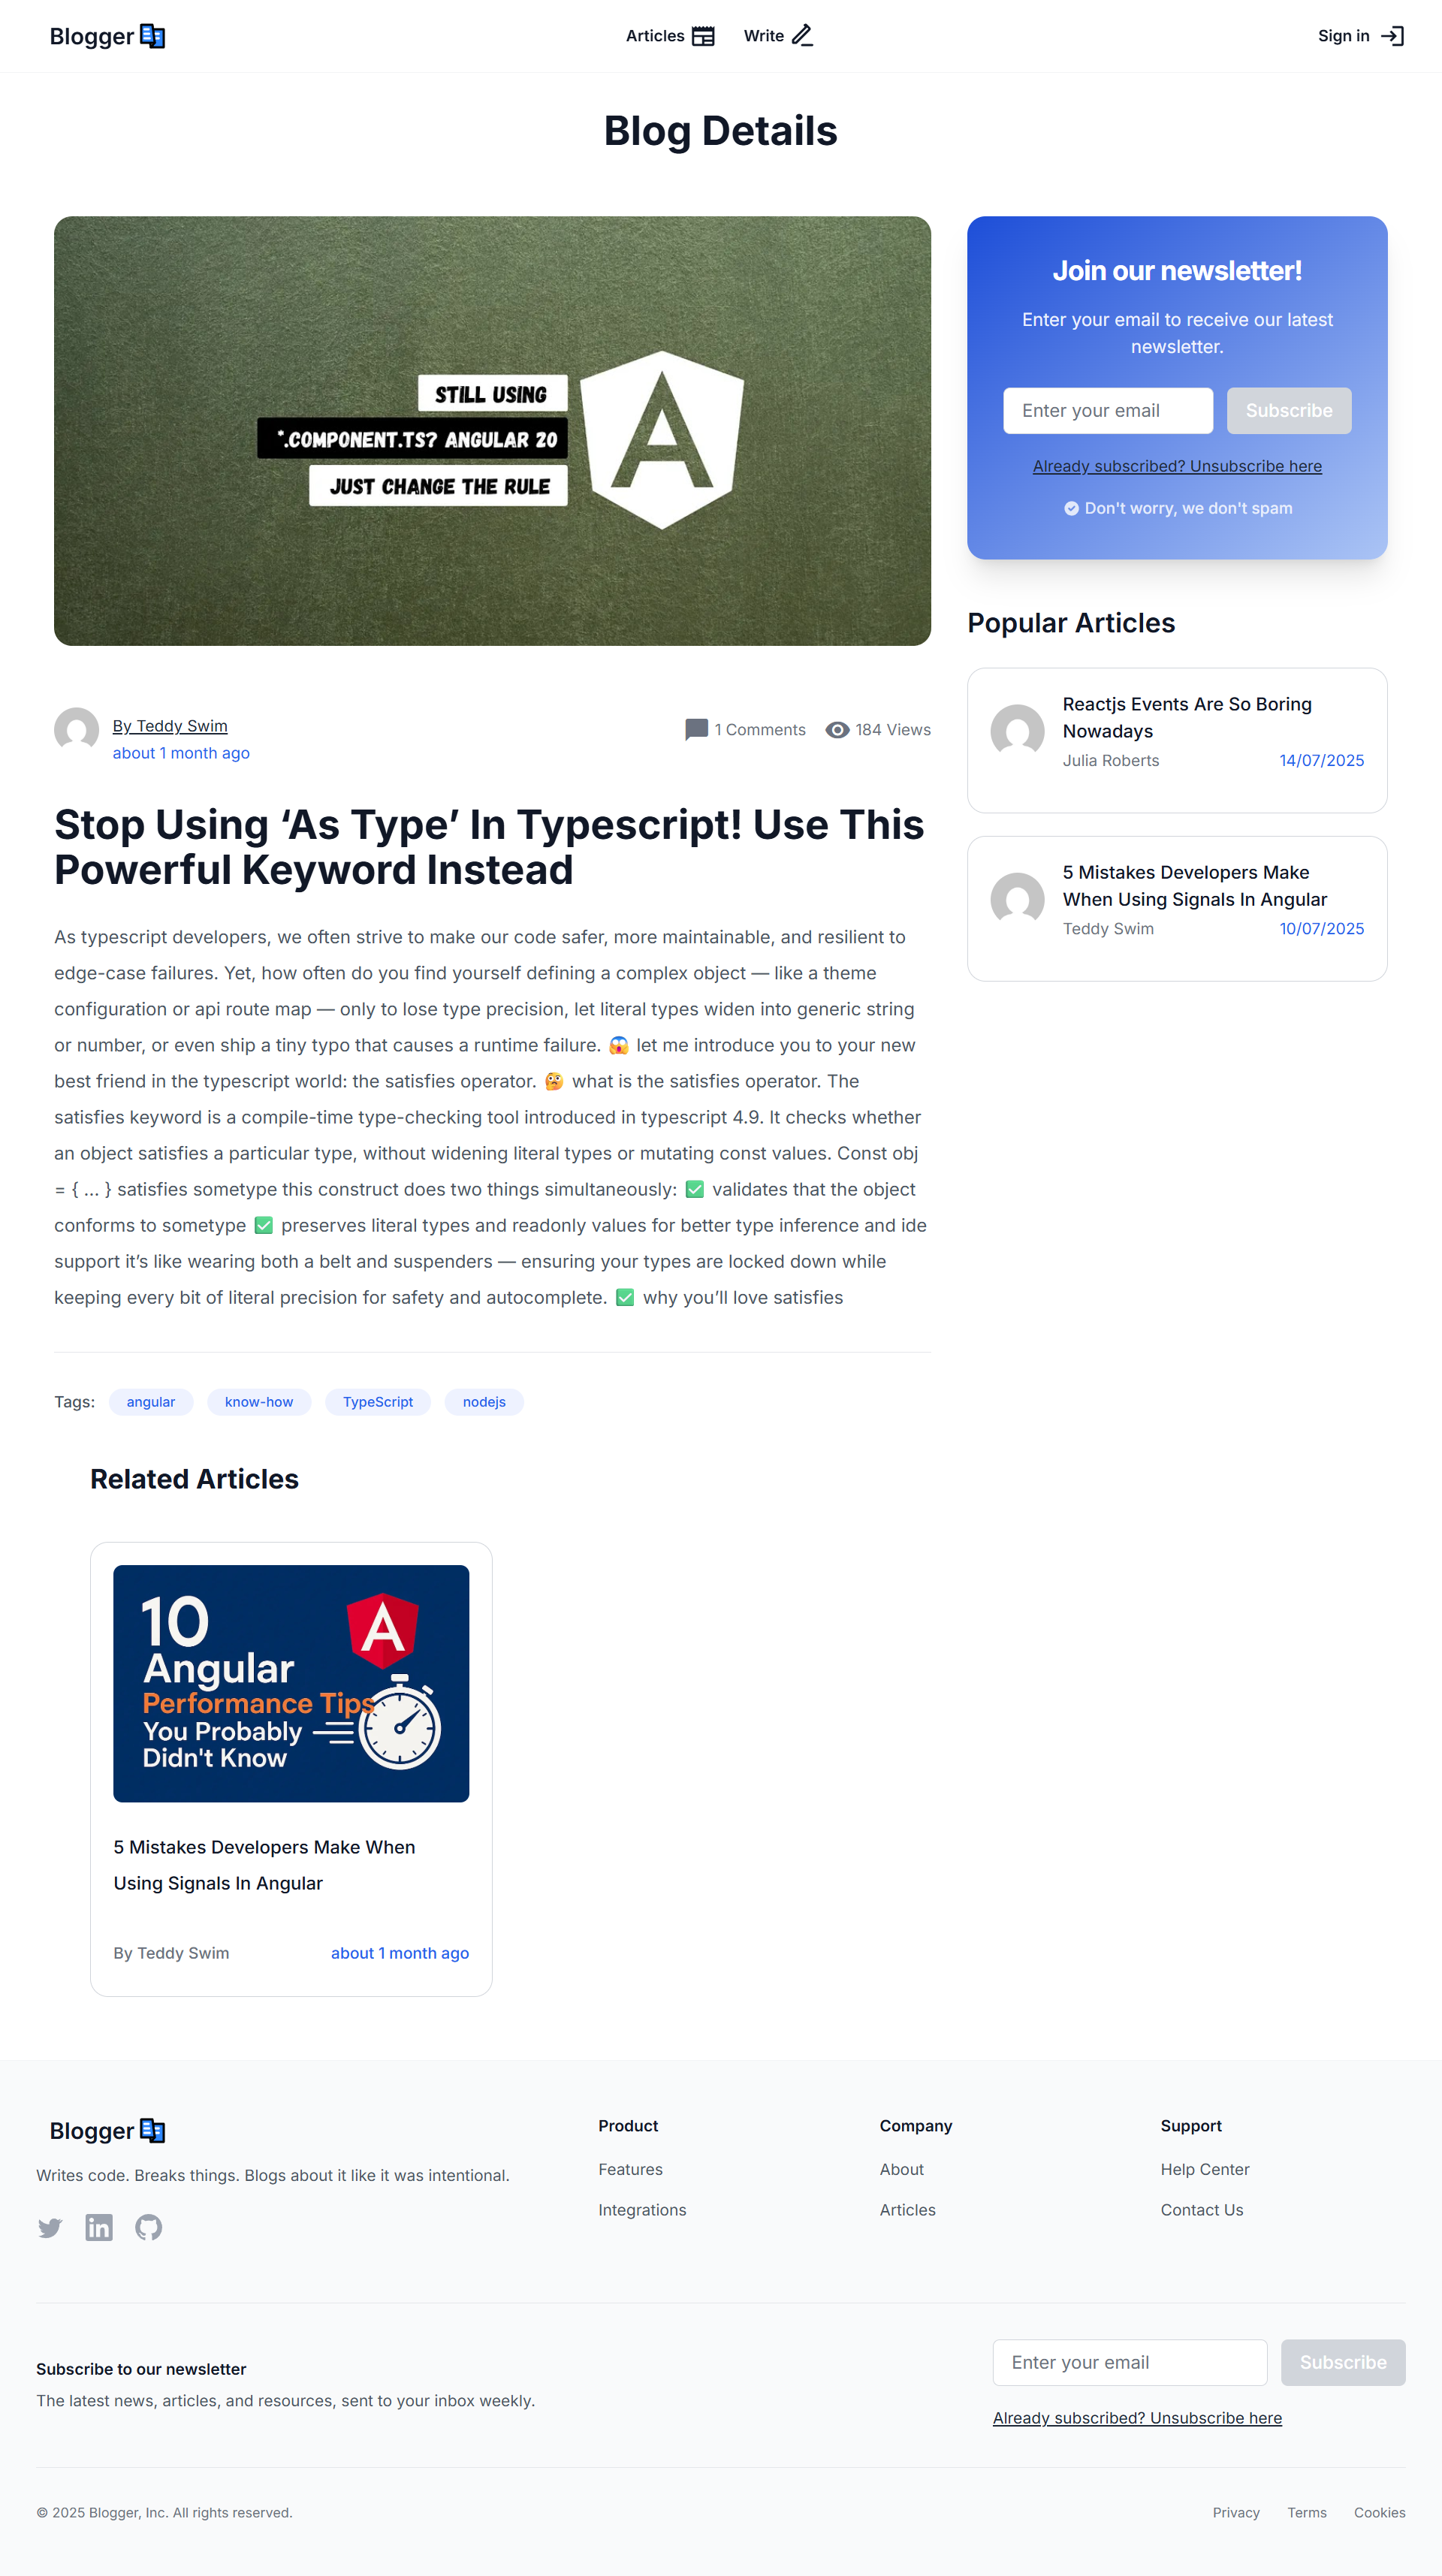 Blogger
Articles
Write
Sign in
Blog Details
STILL USING
*.COMPONENT.TS? ANGULAR 20
JUST CHANGE THE RULE
By Teddy Swim
about 1 month ago
1 Comments
184 Views
Stop Using ‘As Type’ In Typescript! Use This
Powerful Keyword Instead
As typescript developers, we often strive to make our code safer, more maintainable, and resilient to
edge-case failures. Yet, how often do you find yourself defining a complex object — like a theme
configuration or api route map — only to lose type precision, let literal types widen into generic string
or number, or even ship a tiny typo that causes a runtime failure. 😱 let me introduce you to your new
best friend in the typescript world: the satisfies operator. 🤔 what is the satisfies operator. The
satisfies keyword is a compile-time type-checking tool introduced in typescript 4.9. It checks whether
an object satisfies a particular type, without widening literal types or mutating const values. Const obj
= { ... } satisfies sometype this construct does two things simultaneously: ✅ validates that the object
conforms to sometype ✅ preserves literal types and readonly values for better type inference and ide
support it’s like wearing both a belt and suspenders — ensuring your types are locked down while
keeping every bit of literal precision for safety and autocomplete. ✅ why you’ll love satisfies
Tags:
angular
know-how
TypeScript
nodejs
Join our newsletter!
Enter your email to receive our latest
newsletter.
Enter your email
Subscribe
Already subscribed? Unsubscribe here
Don't worry, we don't spam
Popular Articles
Reactjs Events Are So Boring
Nowadays
Julia Roberts
14/07/2025
5 Mistakes Developers Make
When Using Signals In Angular
Teddy Swim
10/07/2025
Related Articles
10
Angular
Performance Tips
You Probably
Didn't Know
5 Mistakes Developers Make When
Using Signals In Angular
By Teddy Swim
about 1 month ago
Blogger
Writes code. Breaks things. Blogs about it like it was intentional.
Product
Features
Integrations
Company
About
Articles
Support
Help Center
Contact Us
Subscribe to our newsletter
The latest news, articles, and resources, sent to your inbox weekly.
Enter your email
Subscribe
Already subscribed? Unsubscribe here
© 2025 Blogger, Inc. All rights reserved.
Privacy
Terms
Cookies